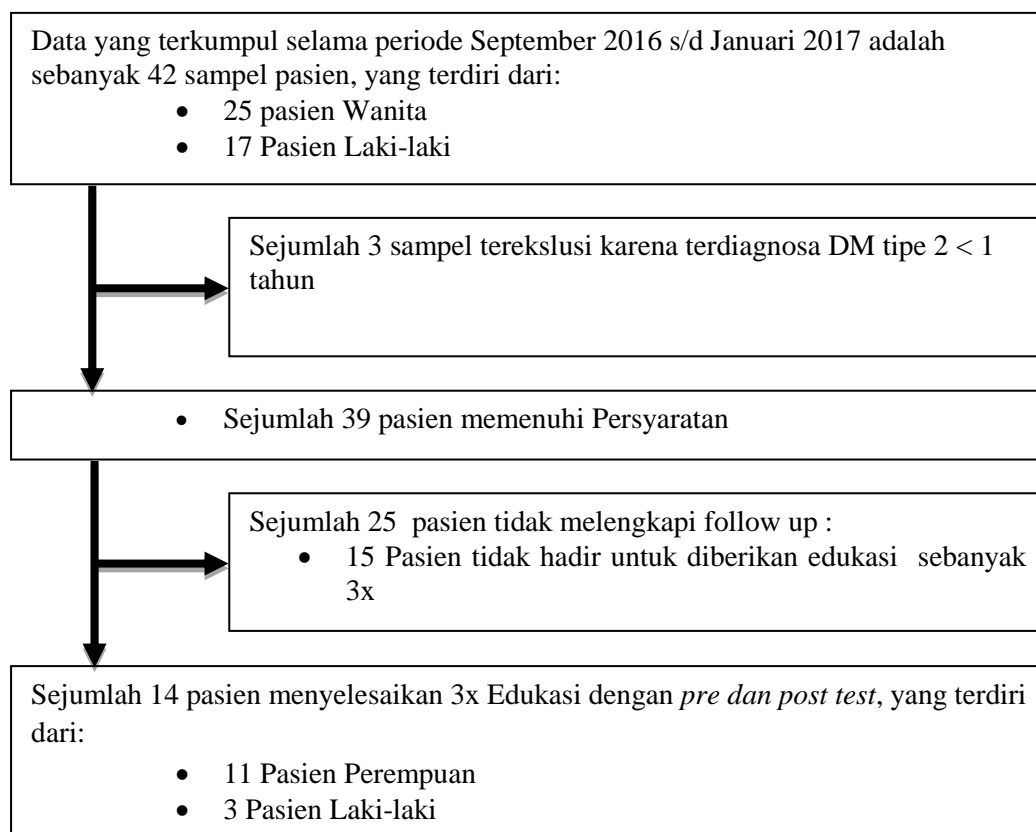 Data yang terkumpul selama periode September 2016 s/d Januari 2017 adalah
sebanyak 42 sampel pasien, yang terdiri dari:
• 25 pasien Wanita
• 17 Pasien Laki-laki
Sejumlah 3 sampel terekslusi karena terdiagnosa DM tipe 2 < 1
tahun
• Sejumlah 39 pasien memenuhi Persyaratan
Sejumlah 25 pasien tidak melengkapi follow up :
• 15 Pasien tidak hadir untuk diberikan edukasi sebanyak
3x
Sejumlah 14 pasien menyelesaikan 3x Edukasi dengan pre dan post test, yang terdiri
dari:
• 11 Pasien Perempuan
• 3 Pasien Laki-laki